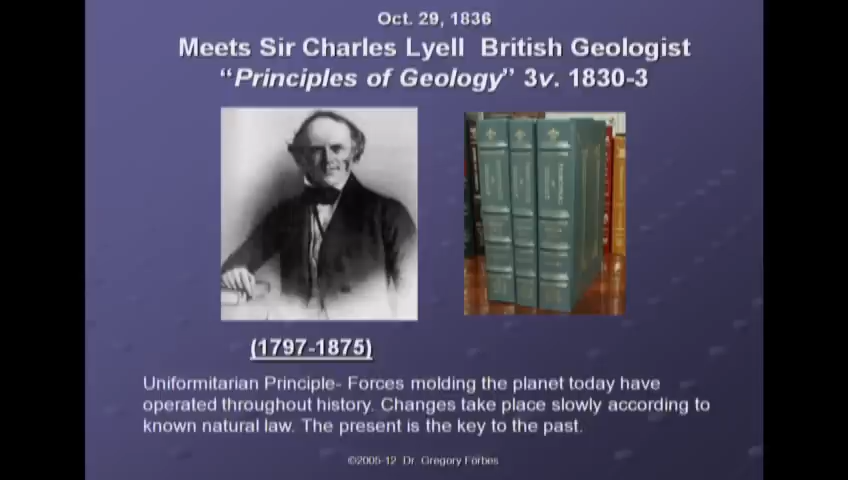 Oct. 29, 1836
Meets Sir Charles Lyell British Geologist
“Principles of Geology” 3v. 1830-3
(1797-1875)
Uniformitarian Principle- Forces molding the planet today have
operated throughout history. Changes take place slowly according to
known natural law. The present is the key to the past.
©2005-12 Dr. Gregory Forbes